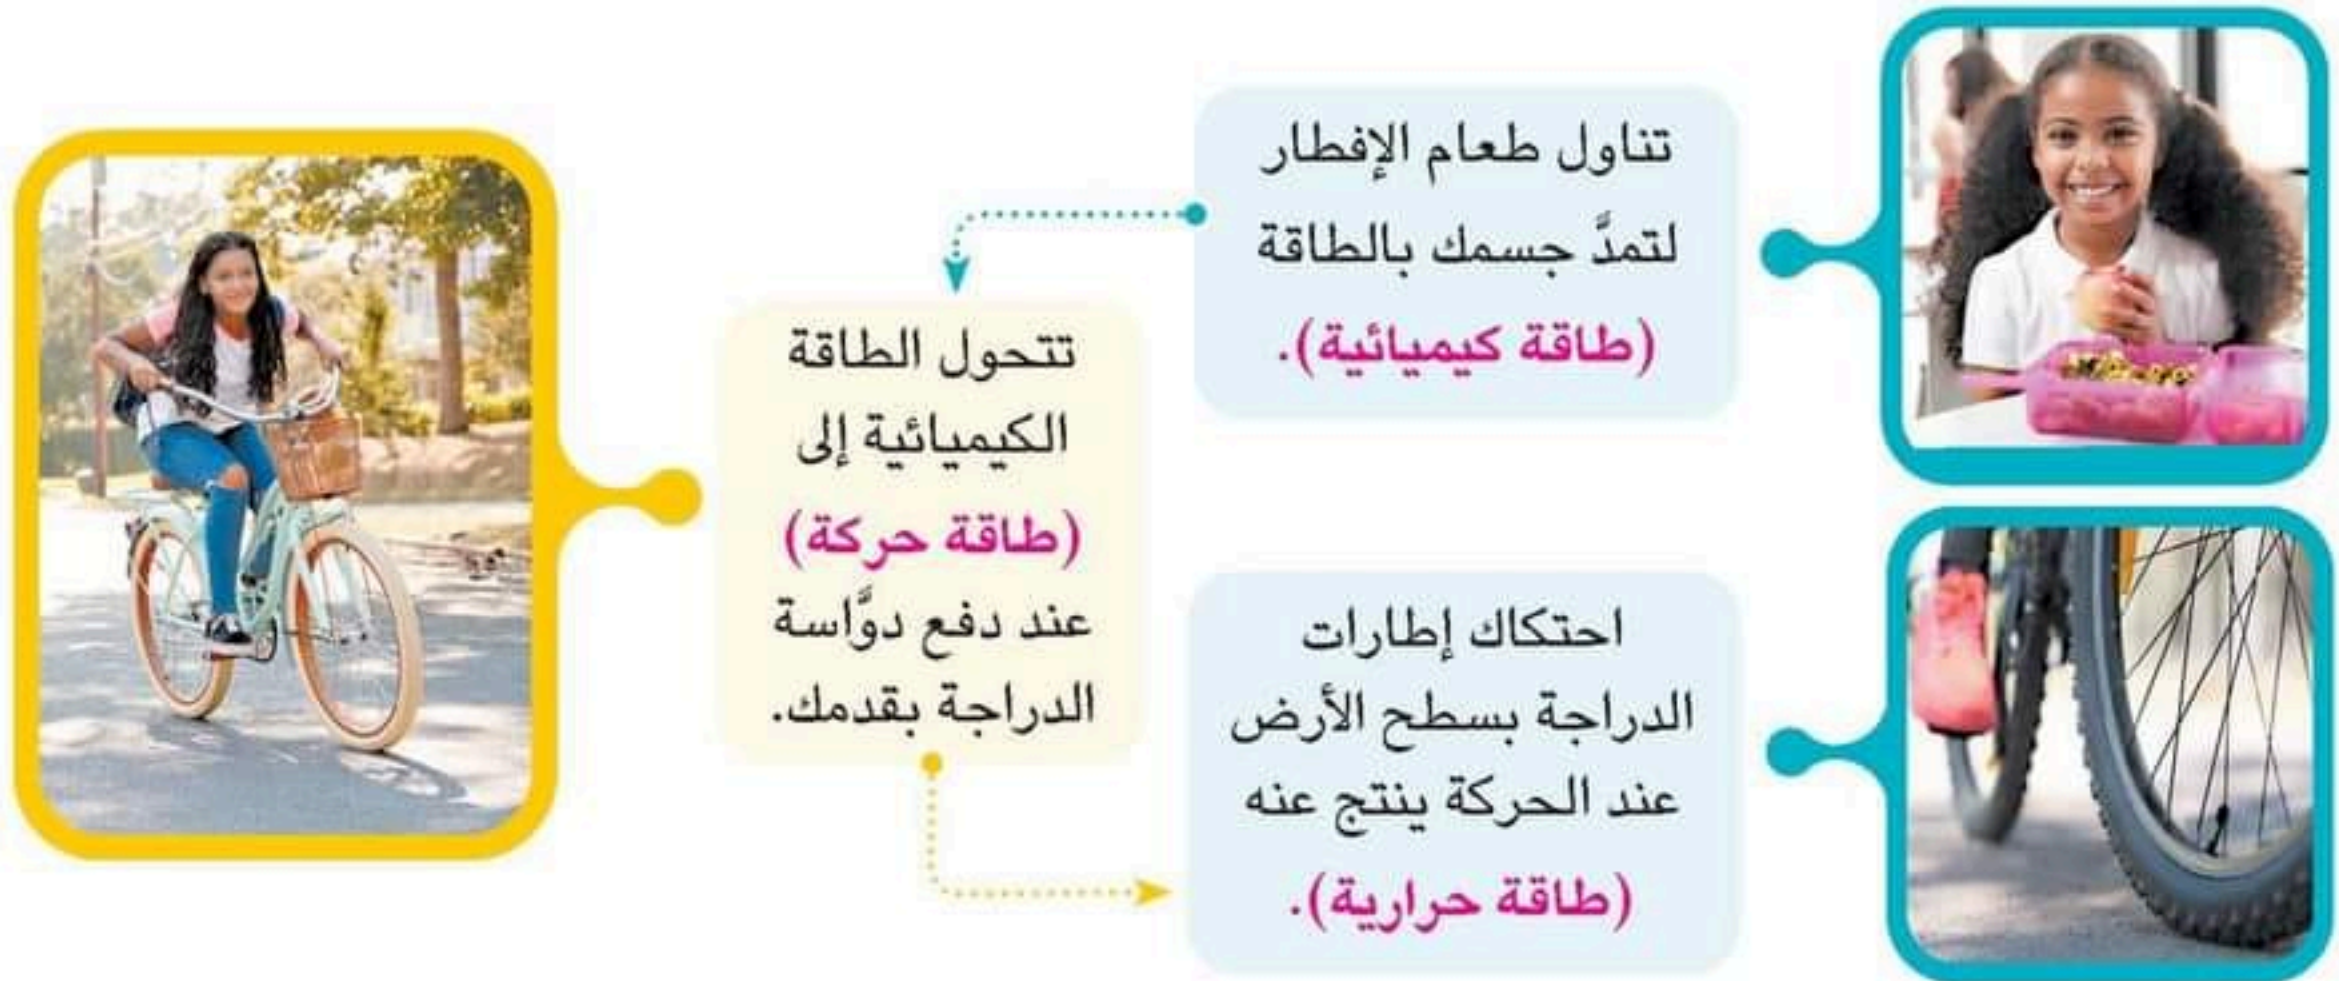 تناول طعام الإفطار
لتمدَّ جسمك بالطاقة
(طاقة كيميائية).
تتحول الطاقة
الكيميائية إلى
(طاقة حركة)
عند دفع دوَّاسة
الدراجة بقدمك.
احتكاك إطارات
الدراجة بسطح الأرض
عند الحركة ينتج عنه
(طاقة حرارية).